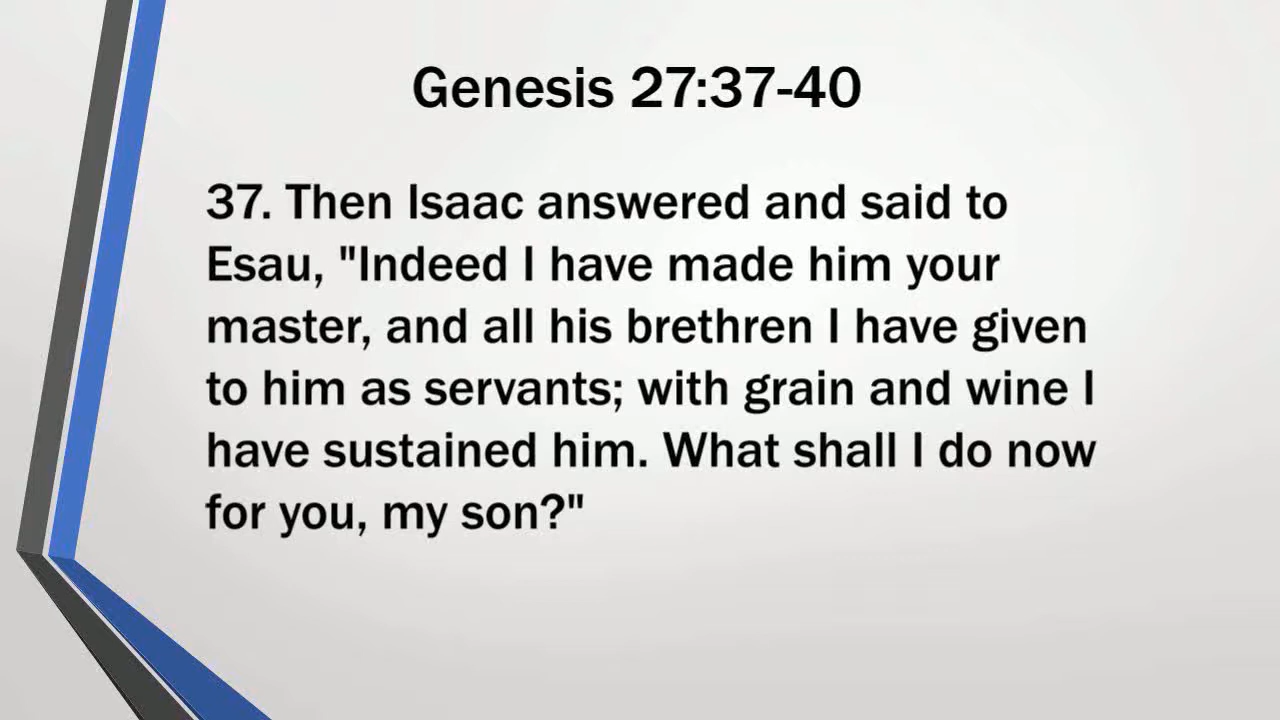 Genesis 27:37-40
37. Then Isaac answered and said to
Esau, "Indeed I have made him your
master, and all his brethren I have given
to him as servants; with grain and wine I
have sustained him. What shall I do now
for you, my son?"